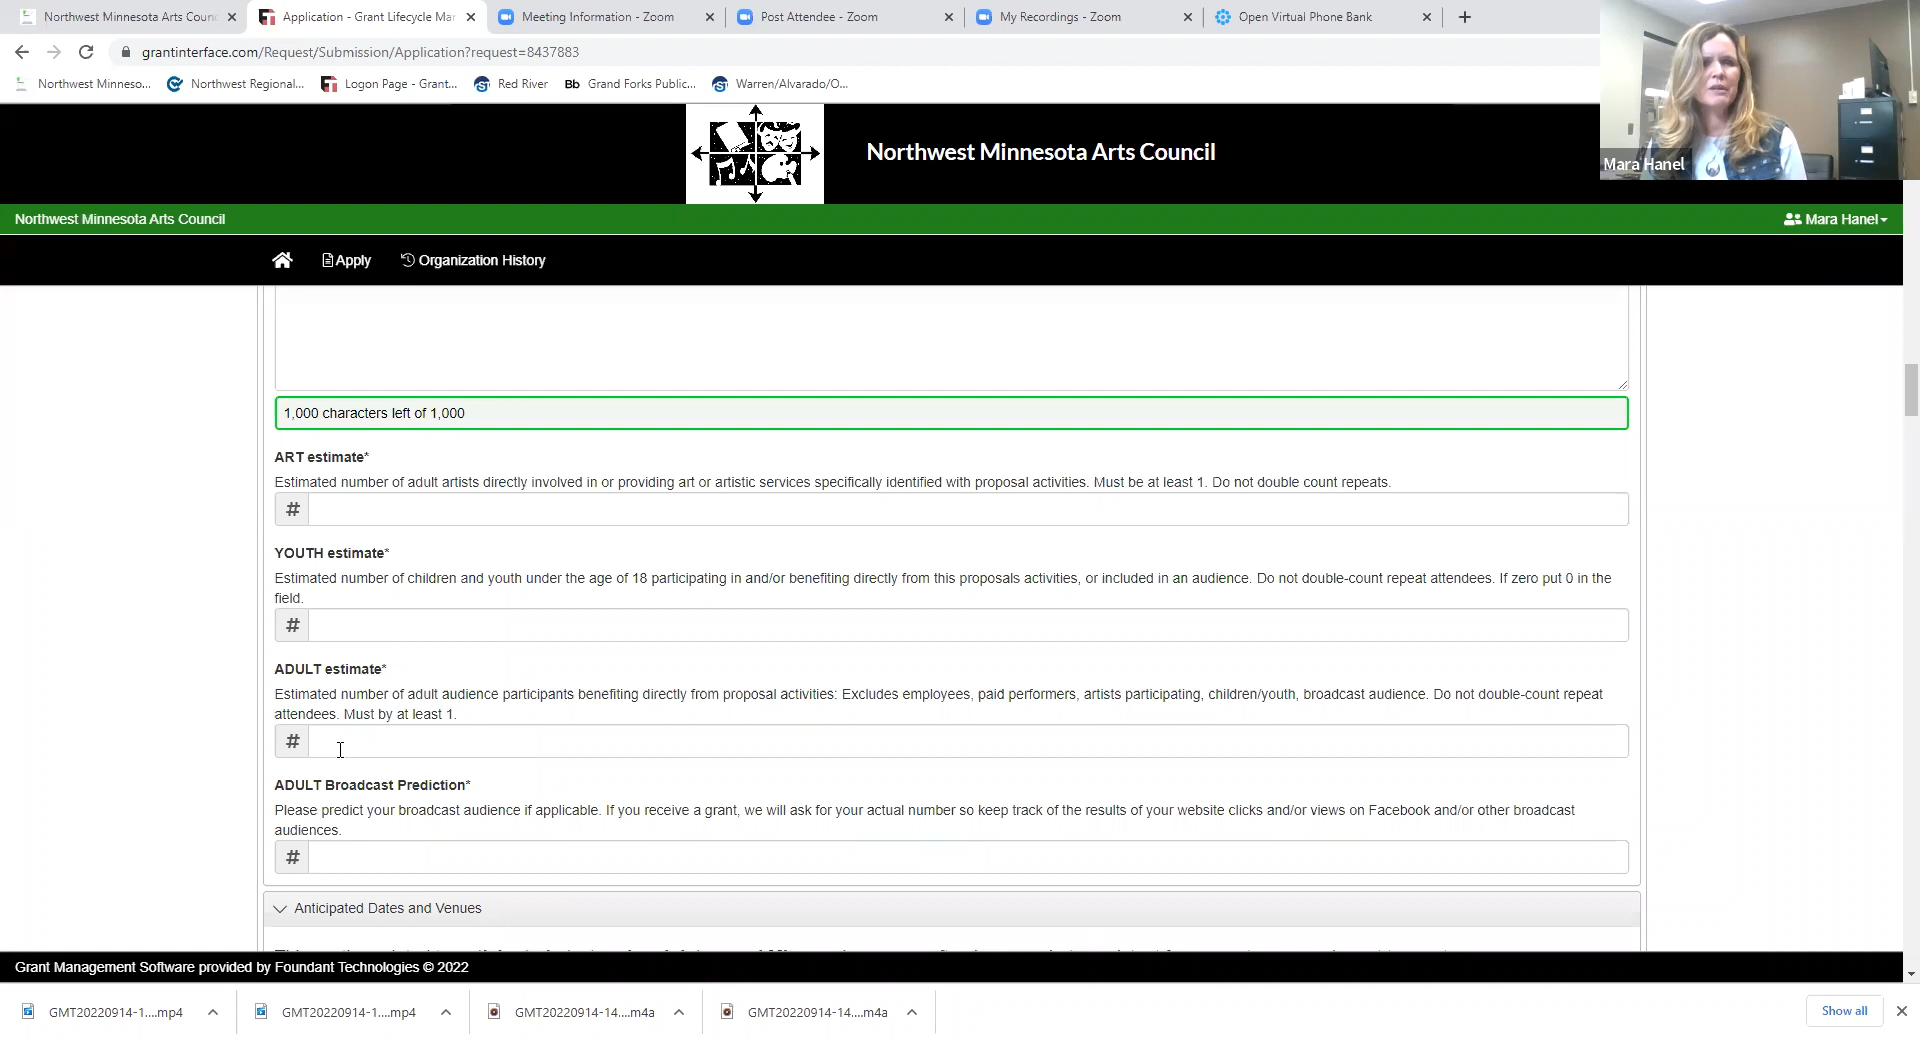 Northwest Minnesota Arts Counc
Application - Grant Lifecycle Mar
Meeting Information - Zoom
Post Attendee - Zoom
My Recordings - Zoom
Open Virtual Phone Bank
grantinterface.com/Request/Submission/Application?request=8437883
Northwest Minneso...
Northwest Regional...
Logon Page - Grant...
Red River
Bb Grand Forks Public...
Warren/Alvarado/O...
Northwest Minnesota Arts Council
Mara Hanel
Northwest Minnesota Arts Council
Mara Hanel
Apply
Organization History
1,000 characters left of 1,000
ART estimate*
Estimated number of adult artists directly involved in or providing art or artistic services specifically identified with proposal activities. Must be at least 1. Do not double count repeats.
#
YOUTH estimate*
Estimated number of children and youth under the age of 18 participating in and/or benefiting directly from this proposals activities, or included in an audience. Do not double-count repeat attendees. If zero put 0 in the
field.
#
ADULT estimate*
Estimated number of adult audience participants benefiting directly from proposal activities: Excludes employees, paid performers, artists participating, children/youth, broadcast audience. Do not double-count repeat
attendees. Must by at least 1.
#
ADULT Broadcast Prediction*
Please predict your broadcast audience if applicable. If you receive a grant, we will ask for your actual number so keep track of the results of your website clicks and/or views on Facebook and/or other broadcast
audiences.
#
Anticipated Dates and Venues
Grant Management Software provided by Foundant Technologies © 2022
GMT20220914-1....mp4
GMT20220914-1....mp4
GMT20220914-14....m4a
GMT20220914-14....m4a
Show all